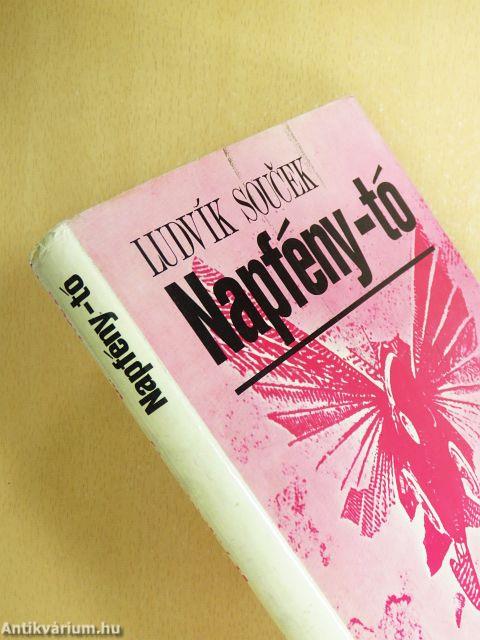 LUDVÍK SOUČEK
Napfény-tó
Napfény-tó
Antikvárium.hu